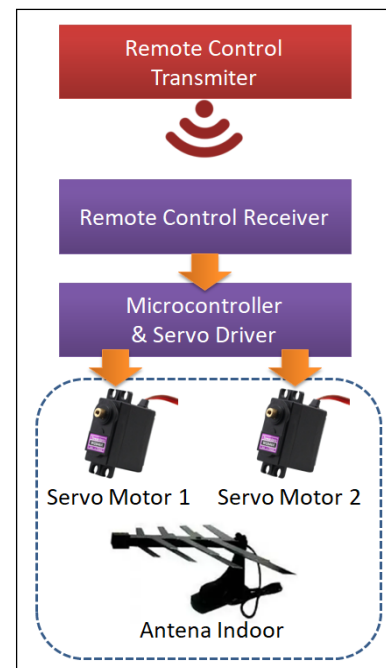 Remote Control
Transmiter
Remote Control Receiver
Microcontroller
& Servo Driver
Servo Motor 1
Servo Motor 2
Antena Indoor